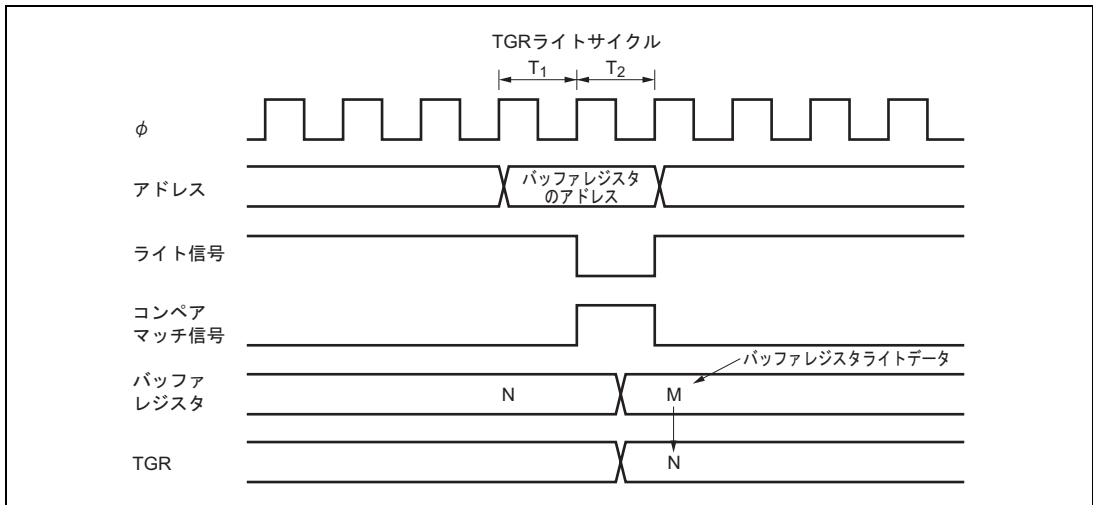 TGRライトサイクル
T1 T2
φ
アドレス
バッファレジスタ
のアドレス
ライト信号
コンペア
マッチ信号
バッファレジスタライトデータ
バッファ
レジスタ
N M
TGR
N